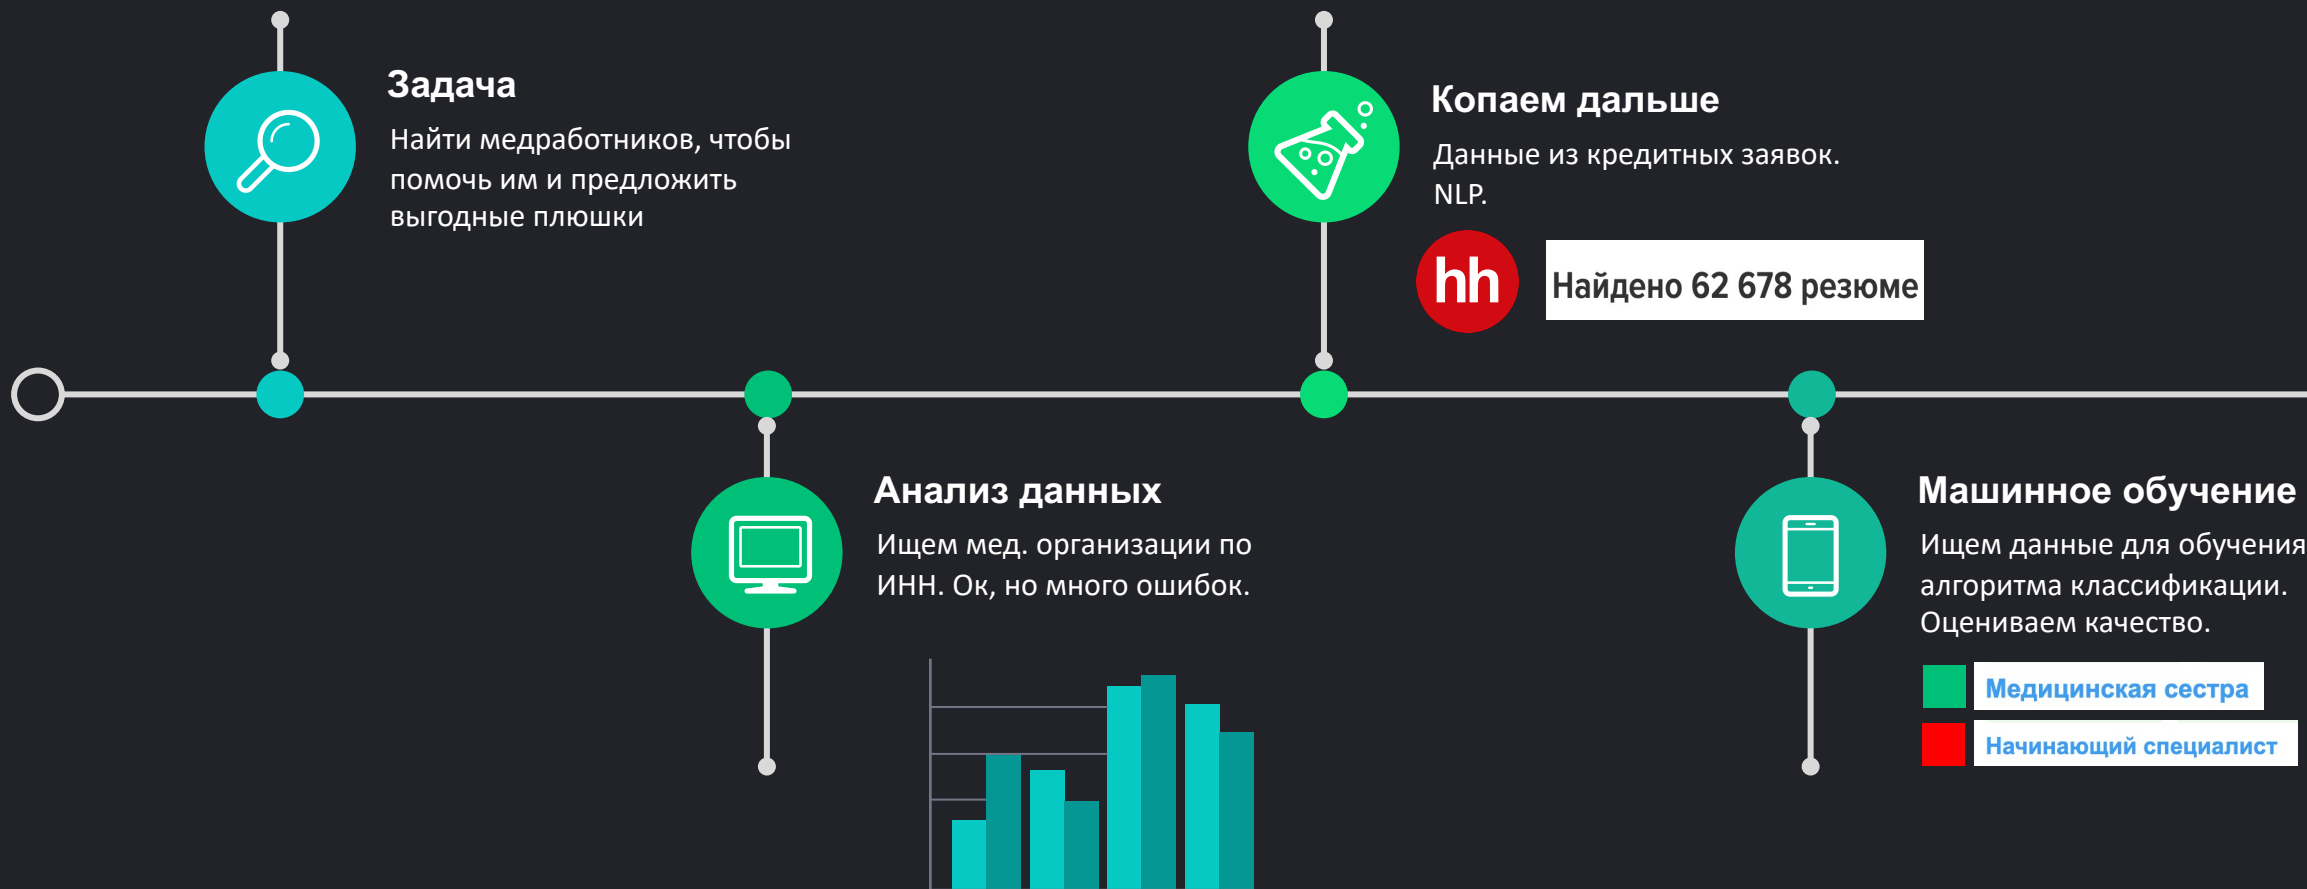 Задача
Найти медработников, чтобы
помочь им и предложить
выгодные плюшки
Копаем дальше
Данные из кредитных заявок.
NLP.
hh
Найдено 62 678 резюме
Анализ данных
Ищем мед. организации по
ИНН. Ок, но много ошибок.
Машинное обучение
Ищем данные для обучения
алгоритма классификации.
Оцениваем качество.
Медицинская сестра
Начинающий специалист